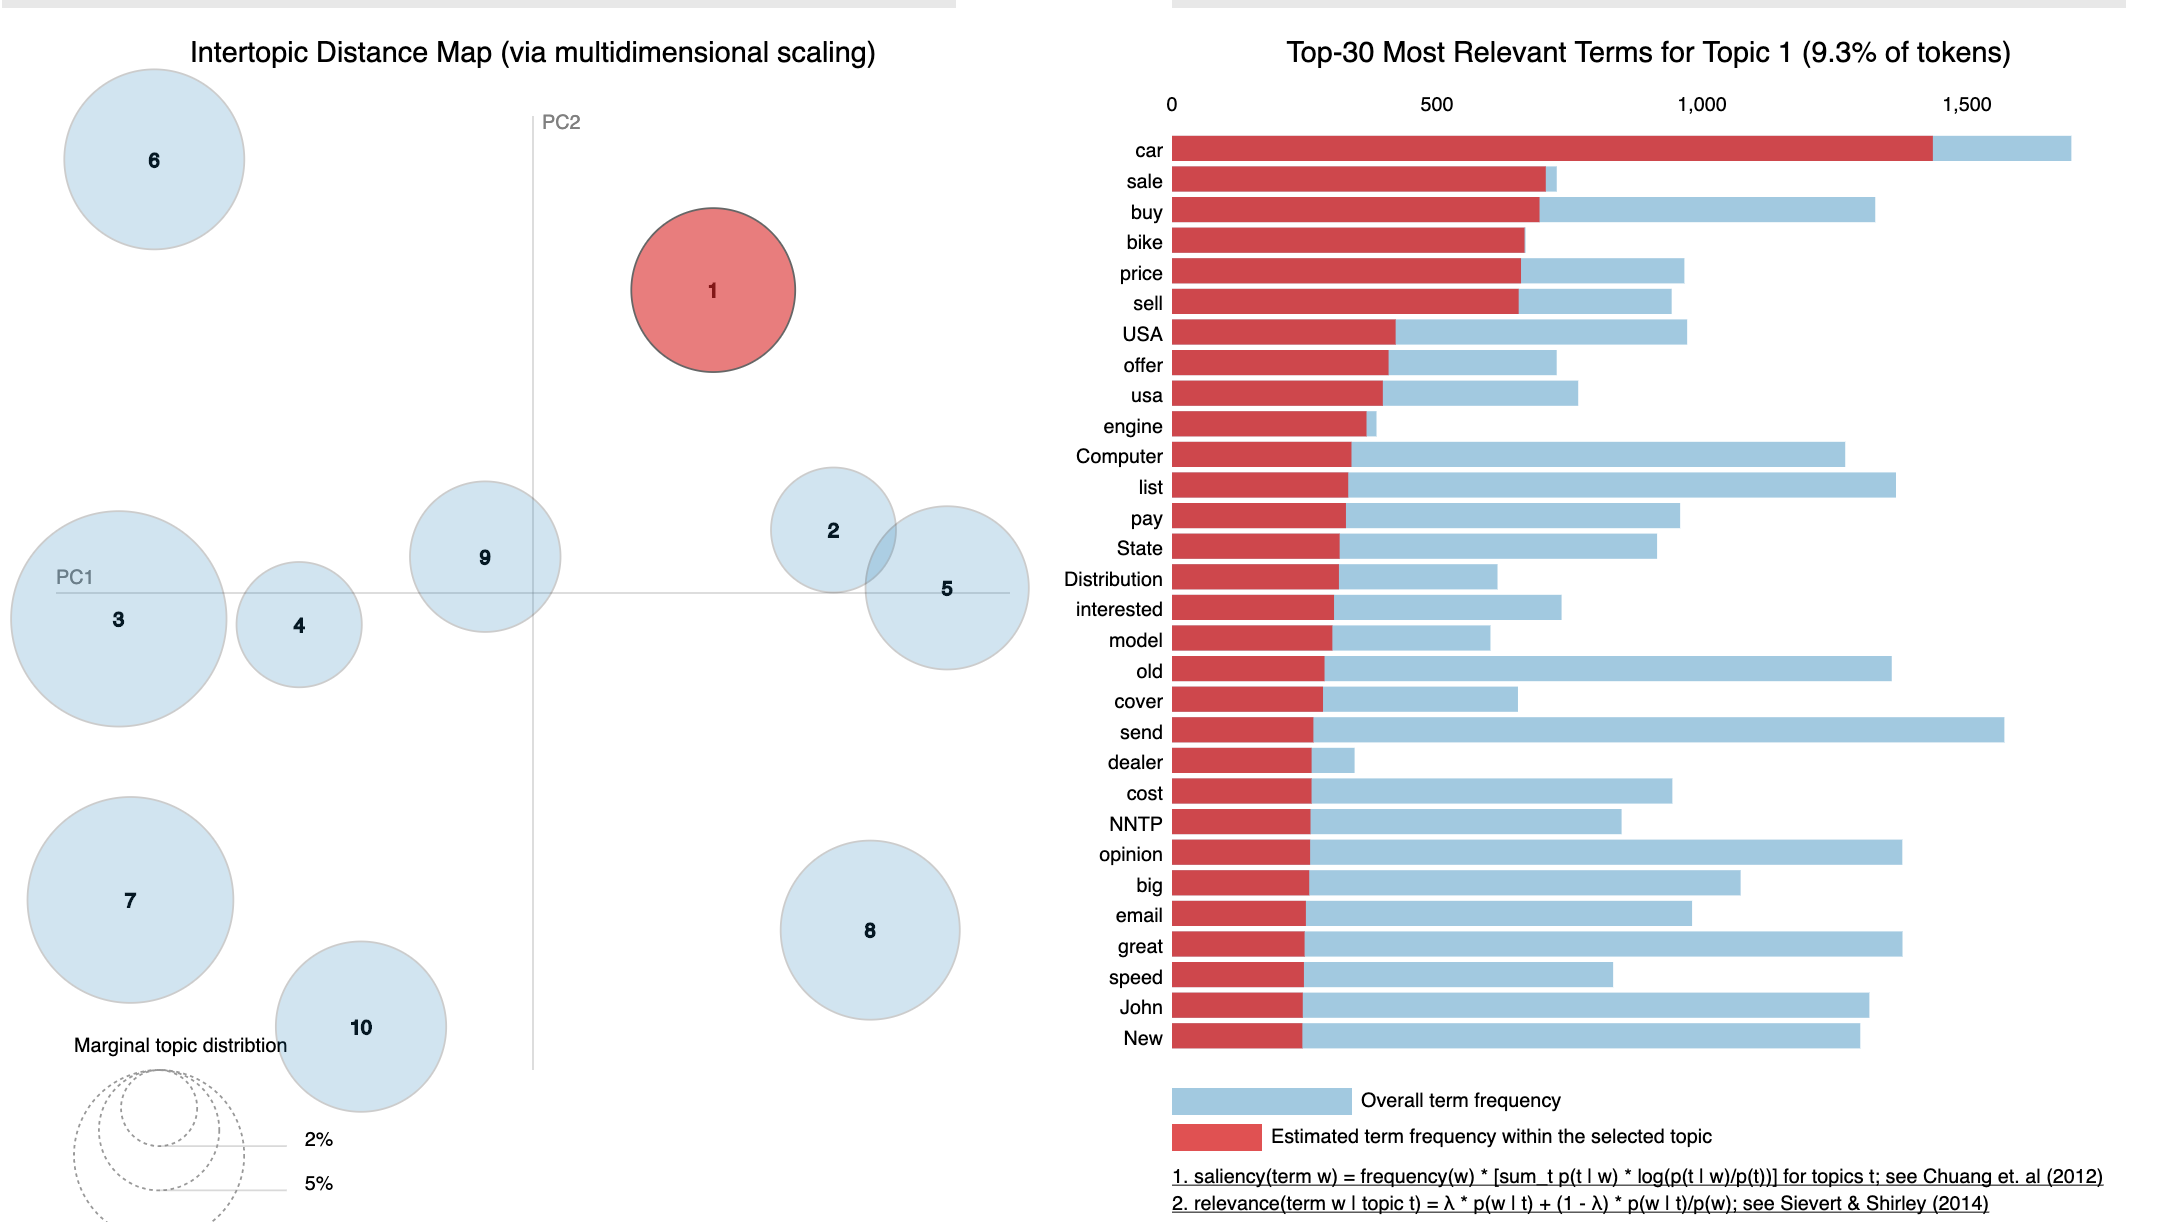 Intertopic Distance Map (via multidimensional scaling)
PC2
6
1
2
9
5
PC1
3
4
7
8
10
Marginal topic distribtion
2%
5%
Top-30 Most Relevant Terms for Topic 1 (9.3% of tokens)
0 500 1,000 1,500
car
sale
buy
bike
price
sell
USA
offer
usa
engine
Computer
list
pay
State
Distribution
interested
model
old
cover
send
dealer
cost
NNTP
opinion
big
email
great
speed
John
New
Overall term frequency
Estimated term frequency within the selected topic
1. saliency(term w) = frequency(w) * [sum_t p(t | w) * log(p(t | w)/p(t))] for topics t; see Chuang et. al (2012)
2. relevance(term w | topic t) = λ * p(w | t) + (1 - λ) * p(w | t)/p(w); see Sievert & Shirley (2014)